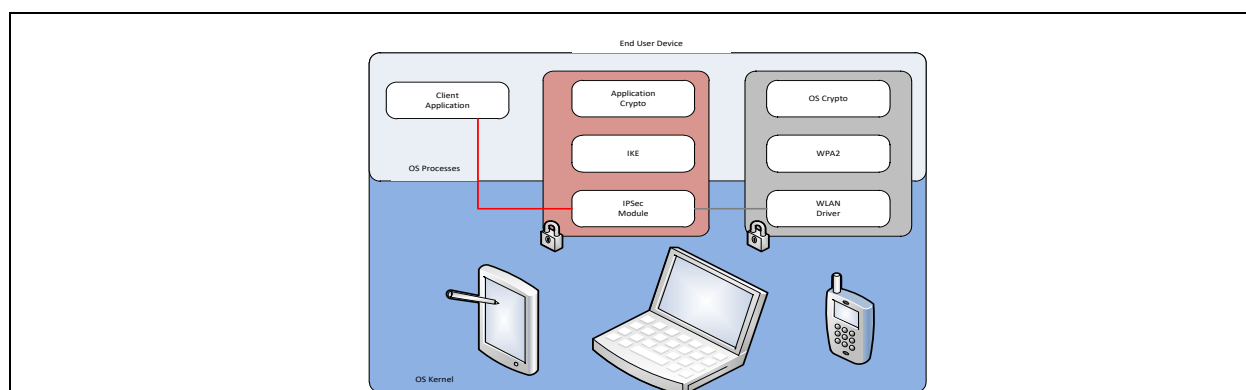 End User Device
Client
Application
Application
Crypto
OS Crypto
IKE
WPA2
OS Processes
IPSec
Module
WLAN
Driver
OS Kernel